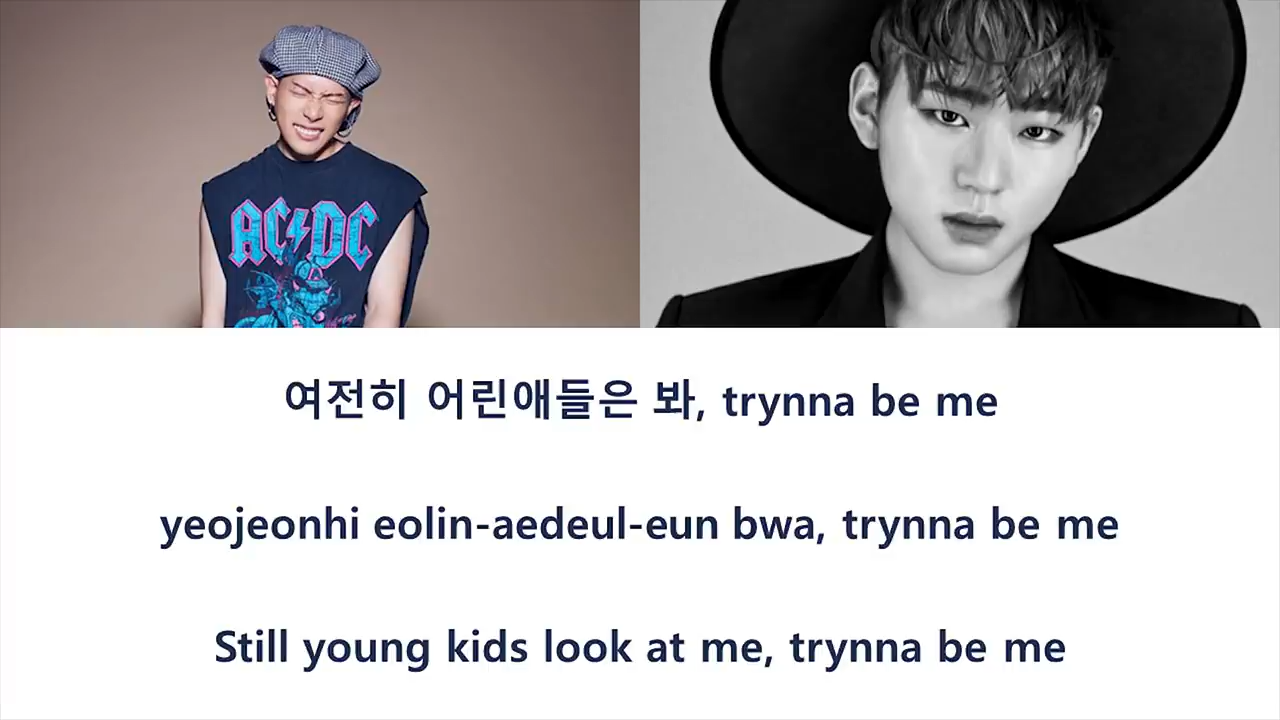 AC⚡DC
여전히 어린애들은 봐, trynna be me
yeojeonhi eolin-aedeul-eun bwa, trynna be me
Still young kids look at me, trynna be me